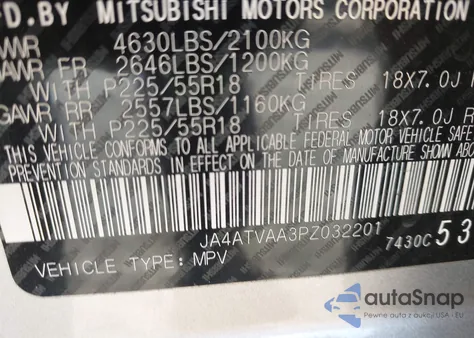 D.BY MITSUBISHI MOTORS CORPORATION
4630LBS/2100KG
GAWR FR 2646LBS/1200KG
WITH P225/55R18 TIRES 18X7.0J R
GAWR RR 2557LBS/1160KG
WITH P225/55R18 TIRES 18X7.0J R
THIS VEHICLE CONFORMS TO ALL APPLICABLE FEDERAL MOTOR VEHICLE SAFE
PREVENTION STANDARDS IN EFFECT ON THE DATE OF MANUFACTURE SHOWN ABOV
JA4ATVAA3PZ032201
7430C 53
VEHICLE TYPE: MPV
autoSnap
Pewne auto z aukcji USA - EU